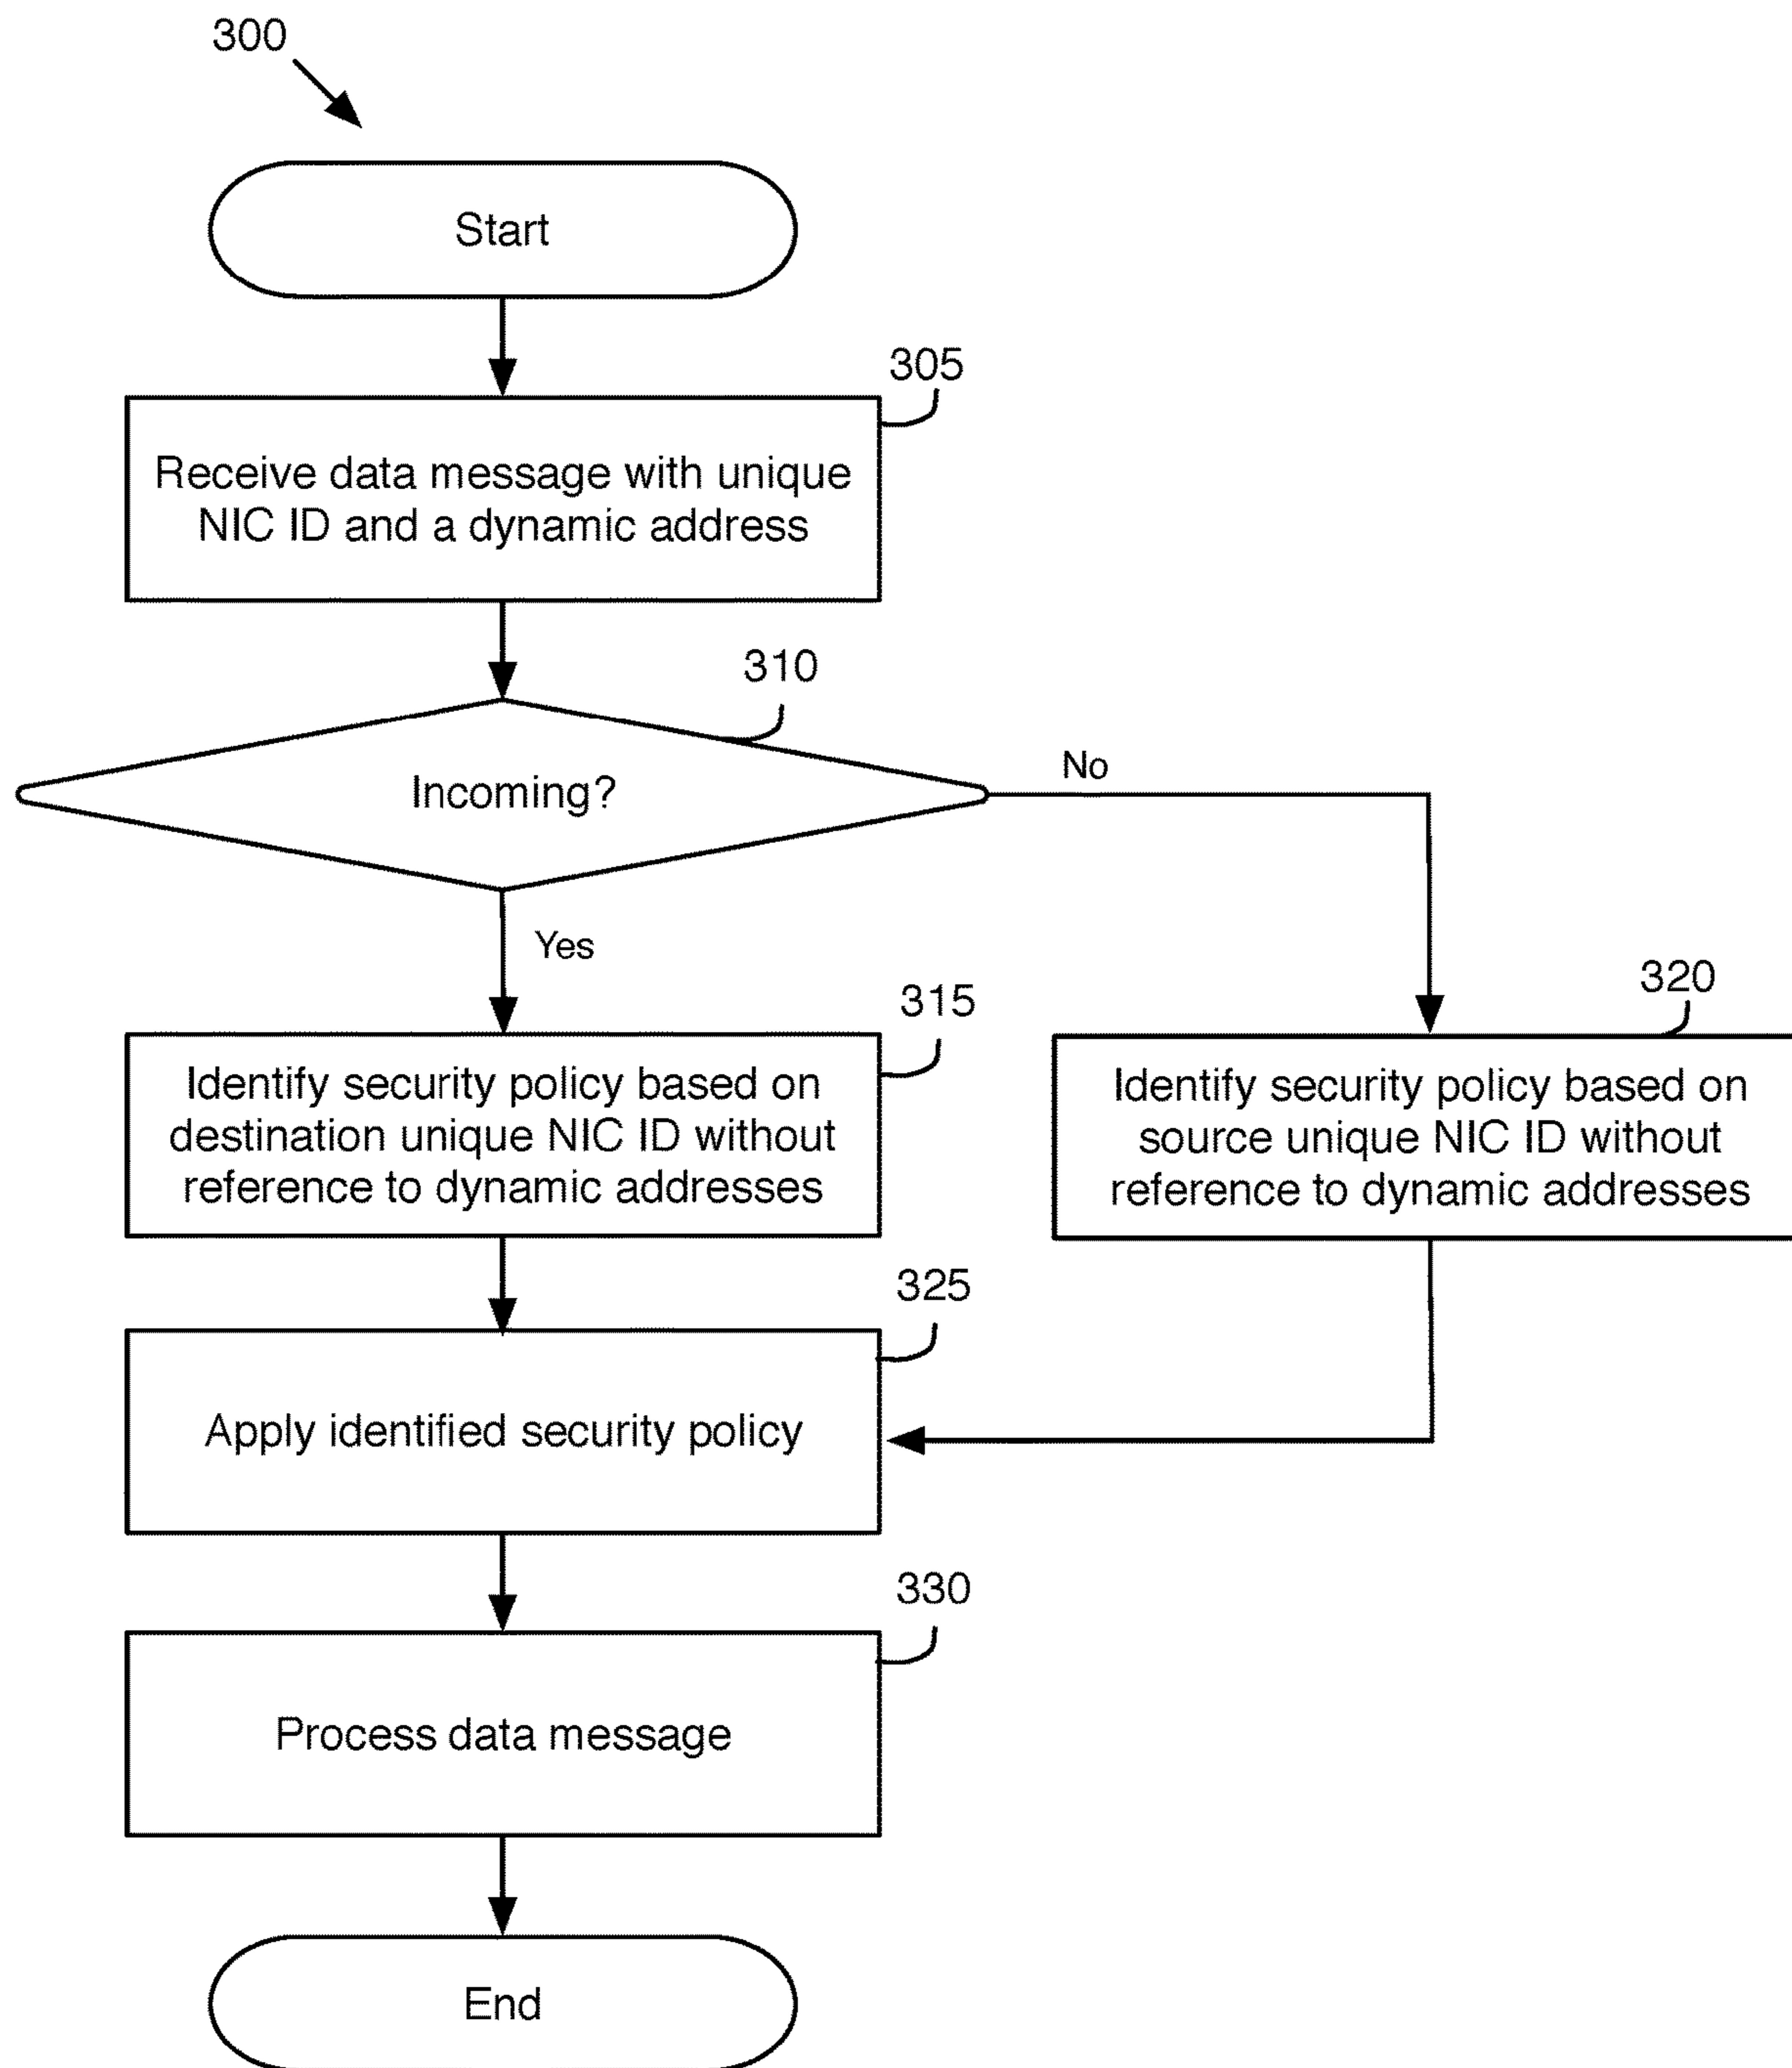 300
Start
305
Receive data message with unique
NIC ID and a dynamic address
310
Incoming?
No
Yes
315
Identify security policy based on
destination unique NIC ID without
reference to dynamic addresses
320
Identify security policy based on
source unique NIC ID without
reference to dynamic addresses
325
Apply identified security policy
330
Process data message
End